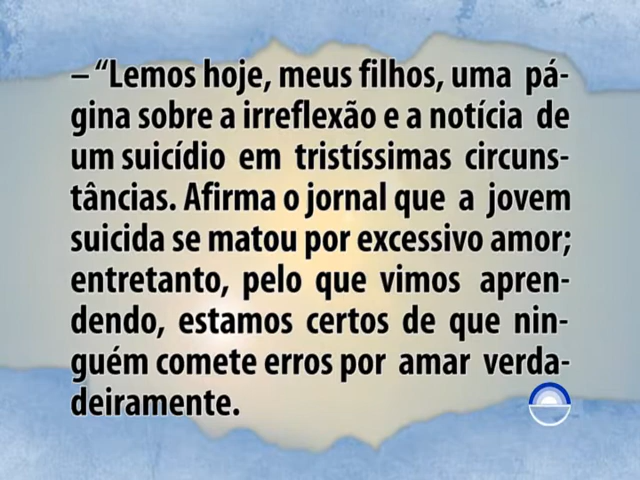 – “Lemos hoje, meus filhos, uma pá-
gina sobre a irreflexão e a notícia de
um suicídio em tristíssimas circuns-
tâncias. Afirma o jornal que a jovem
suicida se matou por excessivo amor;
entretanto, pelo que vimos apren-
dendo, estamos certos de que nin-
guém comete erros por amar verda-
deiramente.